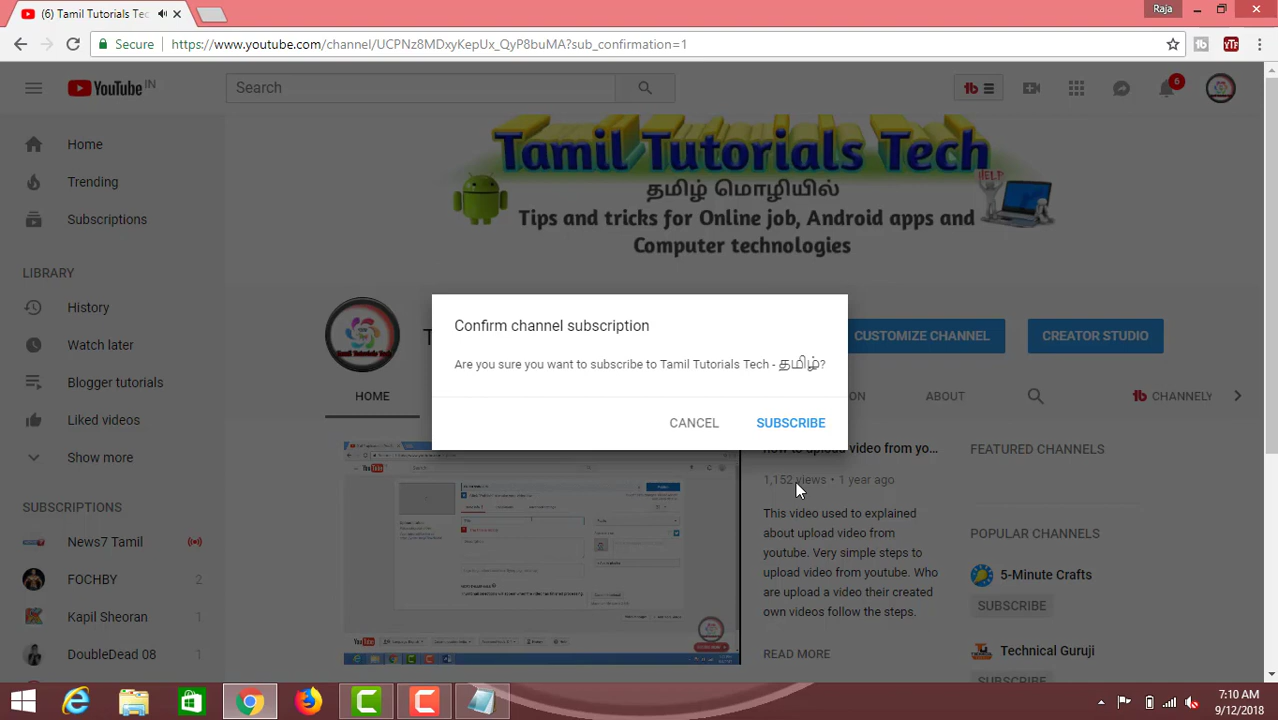 (6) Tamil Tutorials Tec
Raja
Secure
https://www.youtube.com/channel/UCPNz8MDxyKepUx_QyP8buMA?sub_confirmation=1
YouTube IN
Search
6
Home
Trending
Subscriptions
LIBRARY
History
Watch later
Blogger tutorials
Liked videos
Show more
SUBSCRIPTIONS
News7 Tamil
FOCHBY 2
Kapil Sheoran 1
DoubleDead 08 1
Tamil Tutorials Tech
தமிழ் மொழியில்
HELP
Tips and tricks for Online job, Android apps and
Computer technologies
CUSTOMIZE CHANNEL
CREATOR STUDIO
Confirm channel subscription
Are you sure you want to subscribe to Tamil Tutorials Tech - தமிழ்?
CANCEL
SUBSCRIBE
HOME
ABOUT
CHANNELY
how to upload video from yo...
1,152 views • 1 year ago
This video used to explained
about upload video from
youtube. Very simple steps to
upload video from youtube. Who
are upload a video their created
own videos follow the steps.
READ MORE
FEATURED CHANNELS
POPULAR CHANNELS
5-Minute Crafts
SUBSCRIBE
Technical Guruji
SUBSCRIBE
7:10 AM
9/12/2018